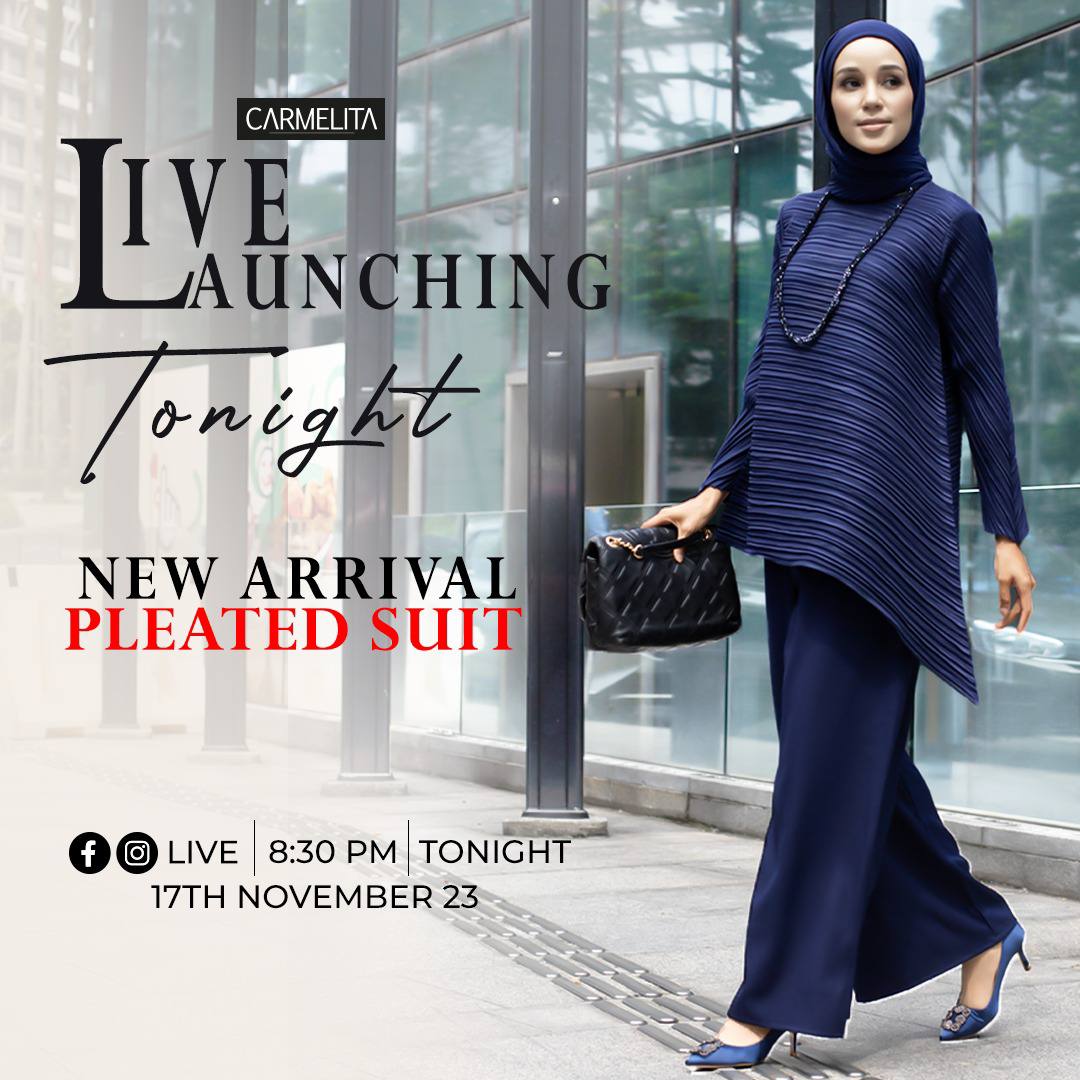 CARMELITA
LIVE
LAUNCHING
Tonight
NEW ARRIVAL
PLEATED SUIT
LIVE | 8:30 PM | TONIGHT
17TH NOVEMBER 23